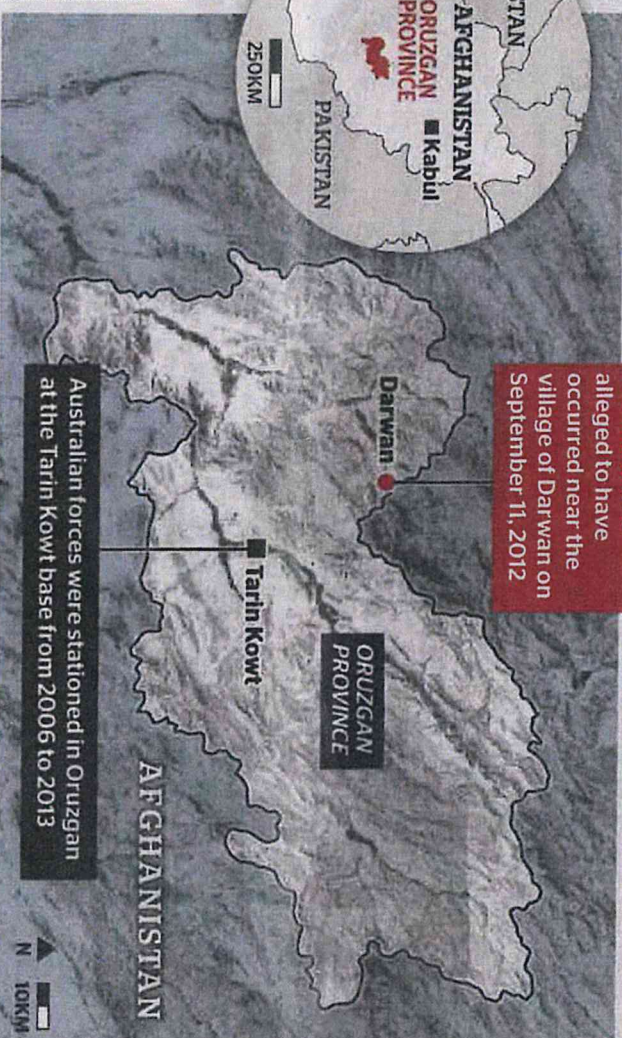 TAN
AFGHANISTAN
ORUZGAN
PROVINCE
Kabul
PAKISTAN
250KM
alleged to have
occurred near the
village of Darwan on
September 11, 2012
Darwan
Tarin Kowt
ORUZGAN
PROVINCE
Australian forces were stationed in Oruzgan
at the Tarin Kowt base from 2006 to 2013
AFGHANISTAN
N
10KM